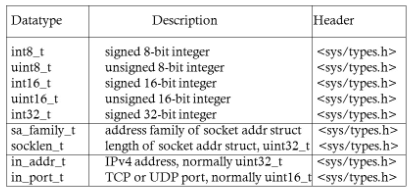 Datatype Description Header
int8_t signed 8-bit integer <sys/types.h>
uint8_t unsigned 8-bit integer <sys/types.h>
int16_t signed 16-bit integer <sys/types.h>
uint16_t unsigned 16-bit integer <sys/types.h>
int32_t signed 32-bit integer <sys/types.h>
sa_family_t address family of socket addr struct <sys/types.h>
socklen_t length of socket addr struct, uint32_t <sys/types.h>
in_addr_t IPv4 address, normally uint32_t <sys/types.h>
in_port_t TCP or UDP port, normally uint16_t <sys/types.h>